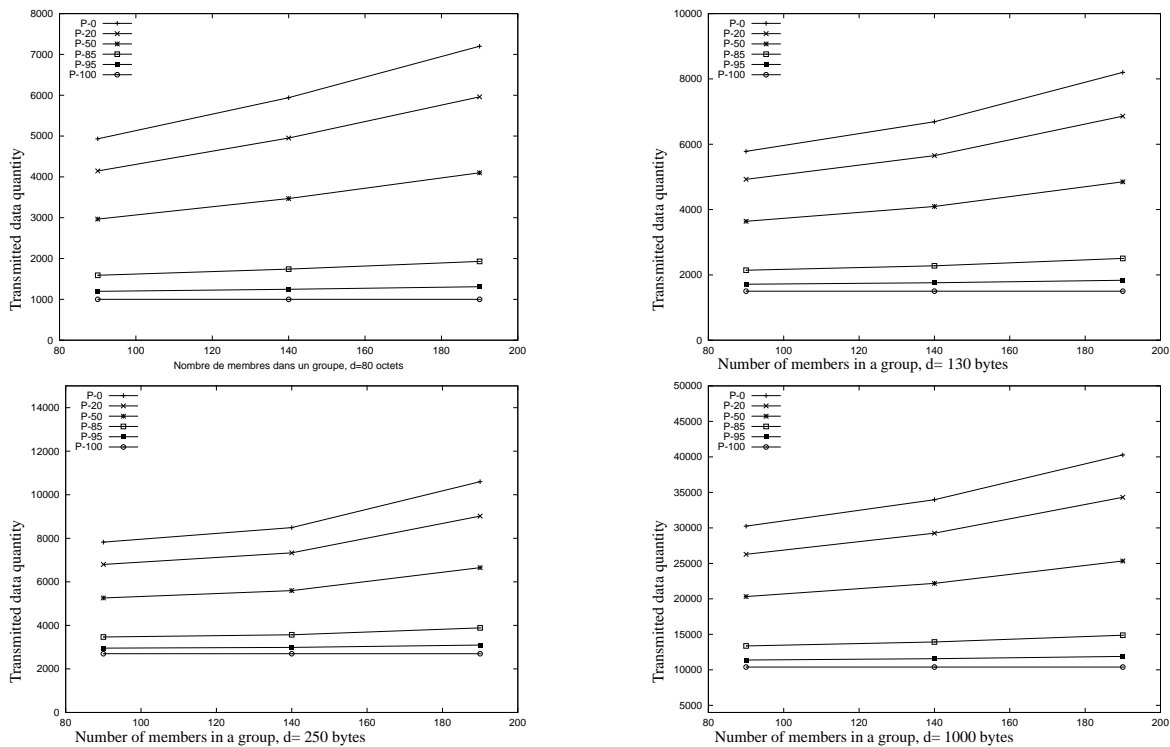 8000
7000
6000
5000
4000
3000
2000
1000
0
P-0
P-20
P-50
P-85
P-95
P-100
Transmitted data quantity
80 100 120 140 160 180 200
Nombre de membres dans un groupe, d=80 octets
10000
8000
6000
4000
2000
0
P-0
P-20
P-50
P-85
P-95
P-100
Transmitted data quantity
80 100 120 140 160 180 200
Number of members in a group, d= 130 bytes
14000
12000
10000
8000
6000
4000
2000
0
P-0
P-20
P-50
P-85
P-95
P-100
Transmitted data quantity
80 100 120 140 160 180 200
Number of members in a group, d= 250 bytes
50000
45000
40000
35000
30000
25000
20000
15000
10000
5000
P-0
P-20
P-50
P-85
P-95
P-100
Transmitted data quantity
80 100 120 140 160 180 200
Number of members in a group, d= 1000 bytes